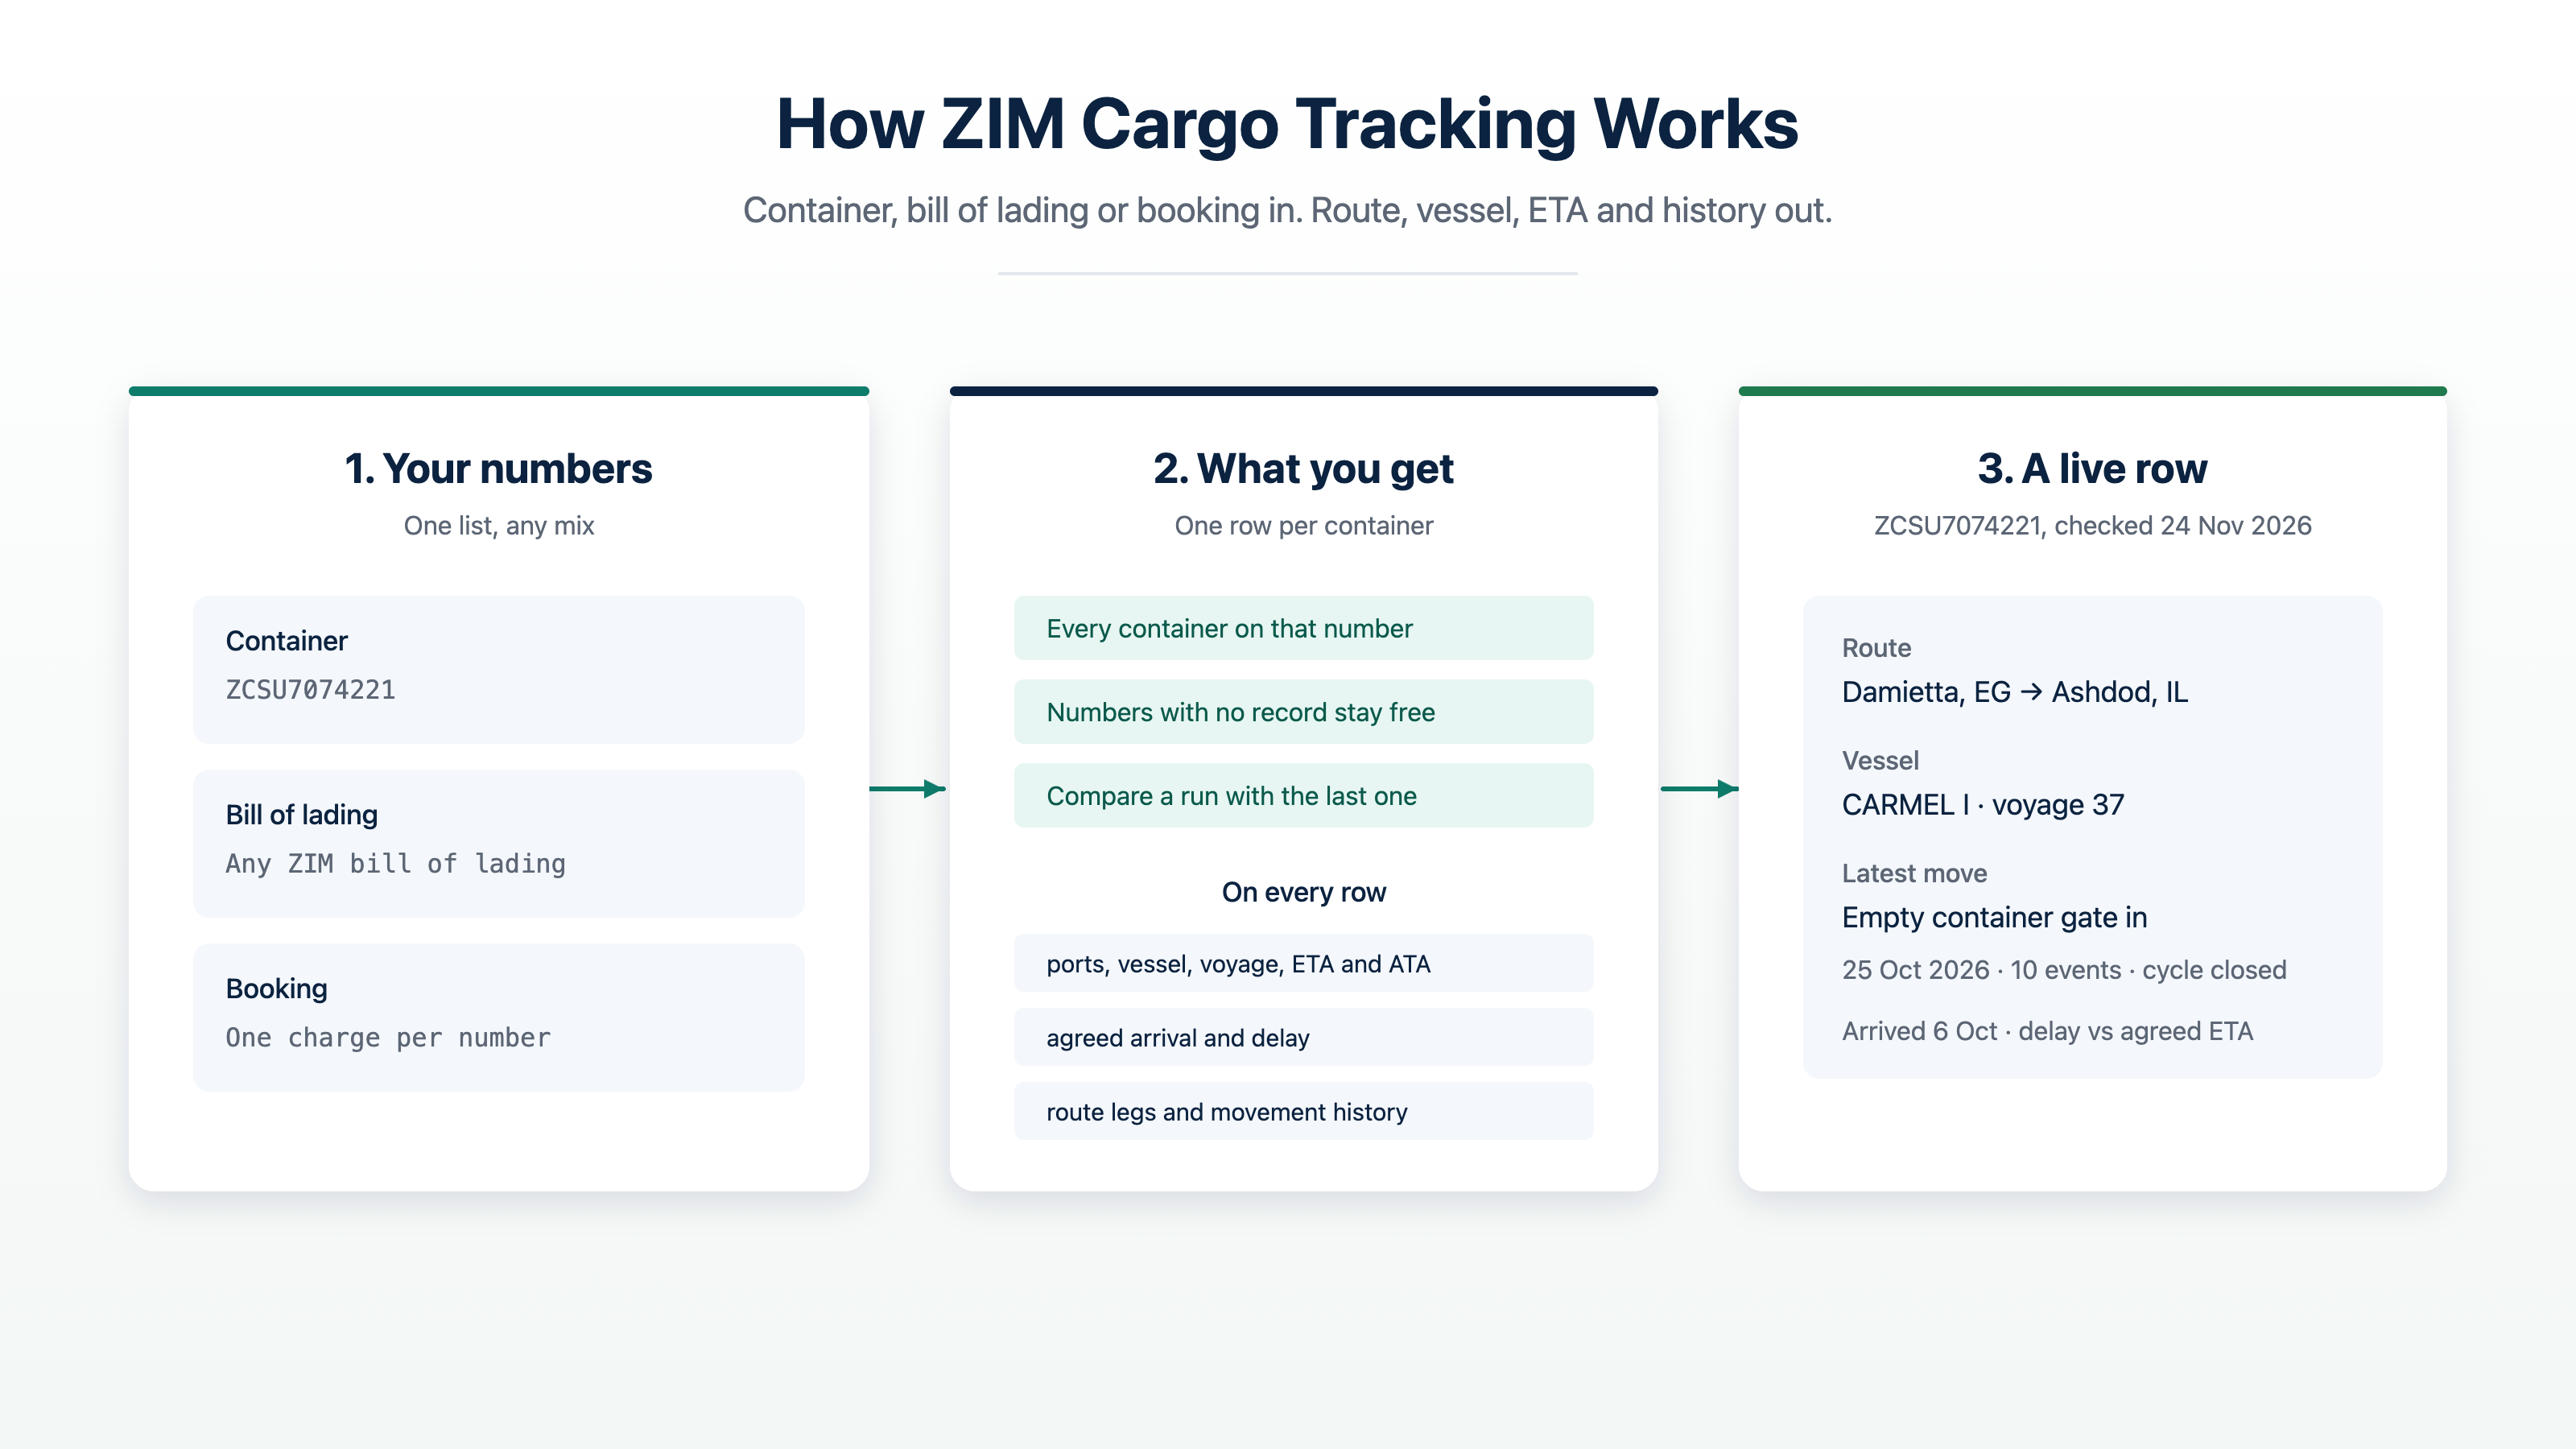 How ZIM Cargo Tracking Works
Container, bill of lading or booking in. Route, vessel, ETA and history out.
1. Your numbers
One list, any mix
Container
ZCSU7074221
Bill of lading
Any ZIM bill of lading
Booking
One charge per number
2. What you get
One row per container
Every container on that number
Numbers with no record stay free
Compare a run with the last one
On every row
ports, vessel, voyage, ETA and ATA
agreed arrival and delay
route legs and movement history
3. A live row
ZCSU7074221, checked 24 Nov 2026
Route
Damietta, EG → Ashdod, IL
Vessel
CARMEL I · voyage 37
Latest move
Empty container gate in
25 Oct 2026 · 10 events · cycle closed
Arrived 6 Oct · delay vs agreed ETA